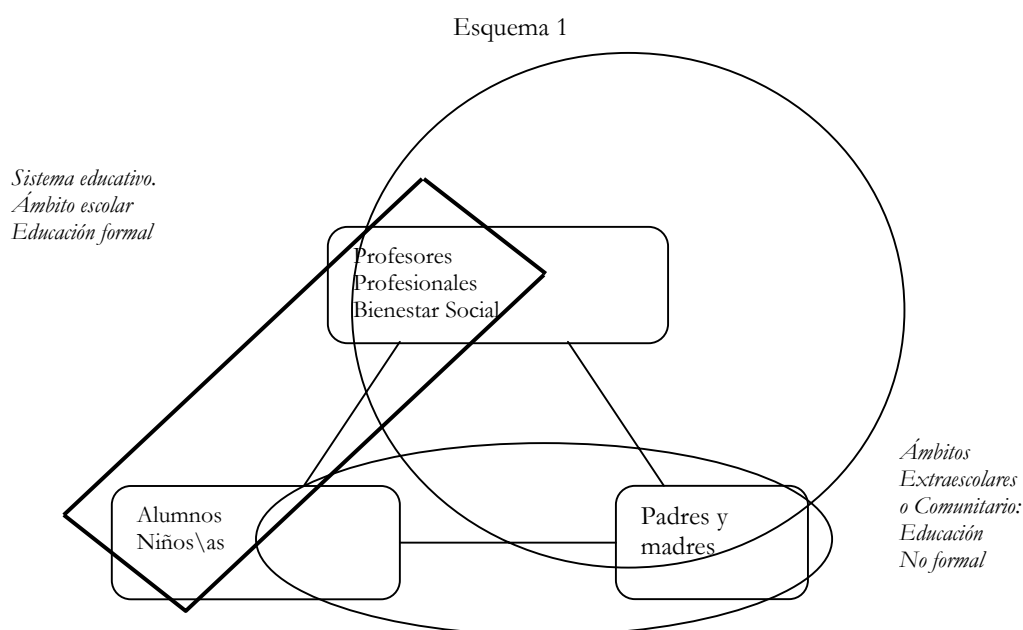 Esquema 1
Sistema educativo.
Ámbito escolar
Educación formal
Profesores
Profesionales
Bienestar Social
Ámbitos
Extraescolares
o Comunitario:
Educación
No formal
Alumnos
Niños\as
Padres y
madres